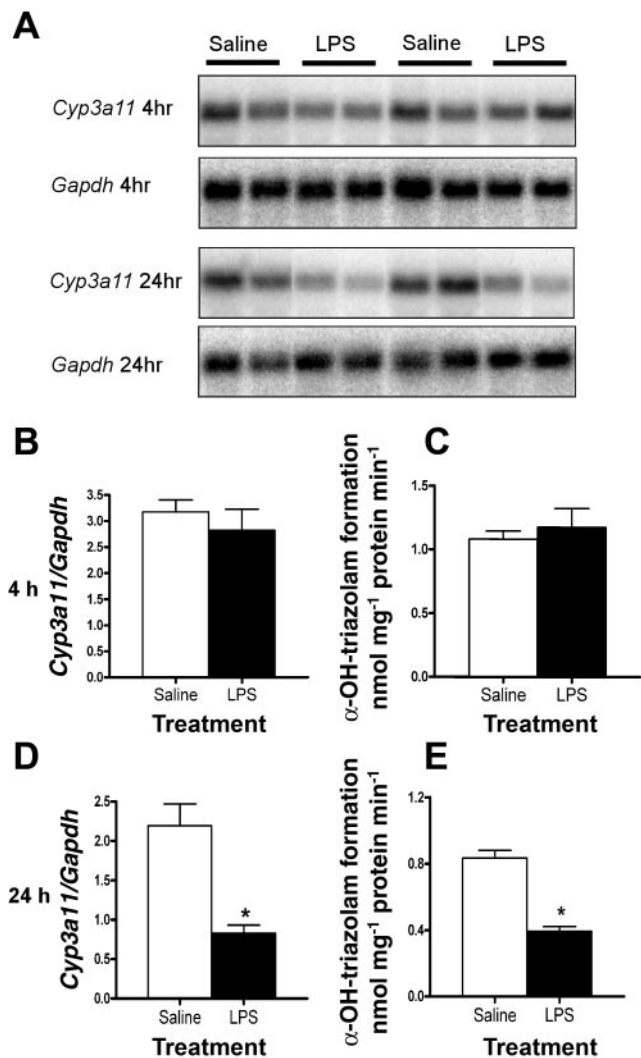 A
Saline LPS Saline LPS
Cyp3a11 4hr
Gapdh 4hr
Cyp3a11 24hr
Gapdh 24hr
B
4 h
Cyp3a11/Gapdh
3.5
3.0
2.5
2.0
1.5
1.0
0.5
0.0
Saline LPS
Treatment
C
α-OH-triazolam formation
nmol mg⁻¹ protein min⁻¹
1.5
1.0
0.5
0.0
Saline LPS
Treatment
D
24 h
Cyp3a11/Gapdh
2.5
2.0
1.5
1.0
0.5
0.0
*
Saline LPS
Treatment
E
α-OH-triazolam formation
nmol mg⁻¹ protein min⁻¹
1.2
0.8
0.4
0.0
*
Saline LPS
Treatment